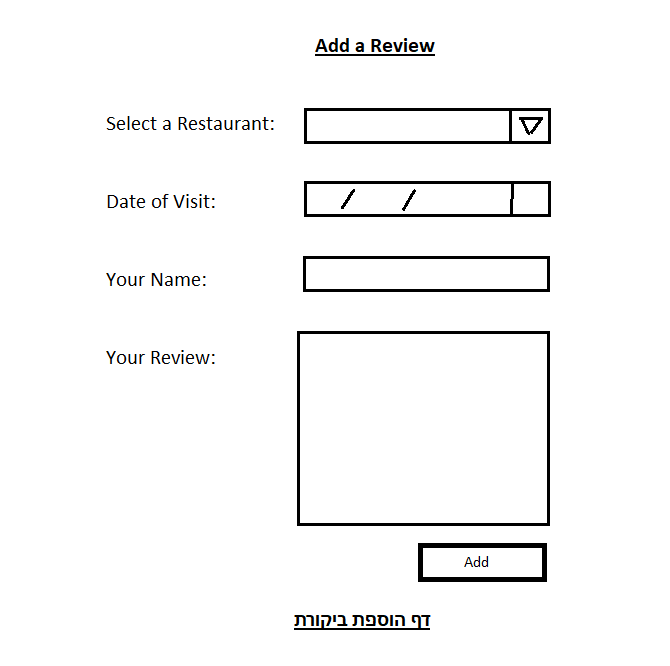 Add a Review
Select a Restaurant:
Date of Visit:
/ /
Your Name:
Your Review:
Add
דף הוספת ביקורת